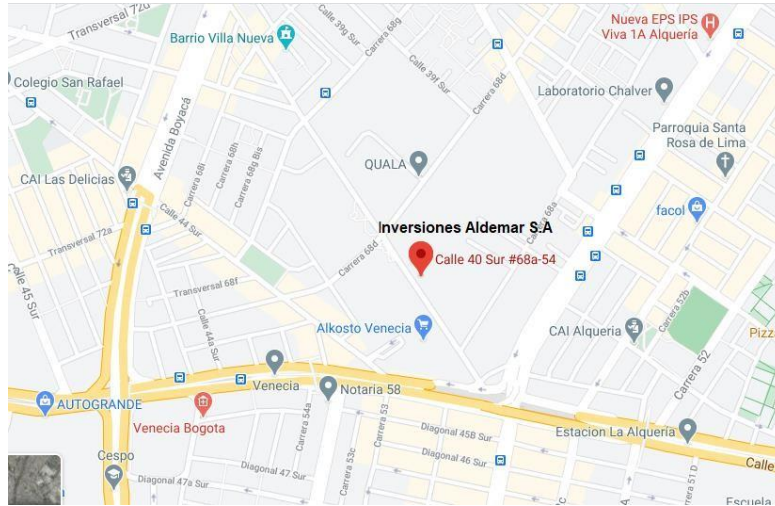 Transversal 72d
Calle 39g Sur
Carrera 68g
Nueva EPS IPS
Viva 1A Alquería
Barrio Villa Nueva
Calle 39f Sur
Carrera 68d
Colegio San Rafael
Laboratorio Chalver
Avenida Boyacá
Carrera 68i
Carrera 68h
Carrera 68g Bis
Parroquia Santa
Rosa de Lima
QUALA
CAI Las Delicias
Carrera 68a
facol
Calle 44 Sur
Inversiones Aldemar S.A
Transversal 72a
Carrera 68d
Carrera 68a
Calle 40 Sur #68a-54
Calle 45 Sur
Transversal 68f
Carrera 52b
Alkosto Venecia
CAI Alqueria
Pizz
Calle 44a Sur
Carrera 52
Venecia
Notaria 58
AUTOGRANDE
Venecia Bogota
Carrera 54a
Carrera 53
Diagonal 45B Sur
Estacion La Alqueria
Cespo
Carrera 53c
Diagonal 46 Sur
Calle
Diagonal 47 Sur
Diagonal 47a Sur
Carrera 51 D
Escuela